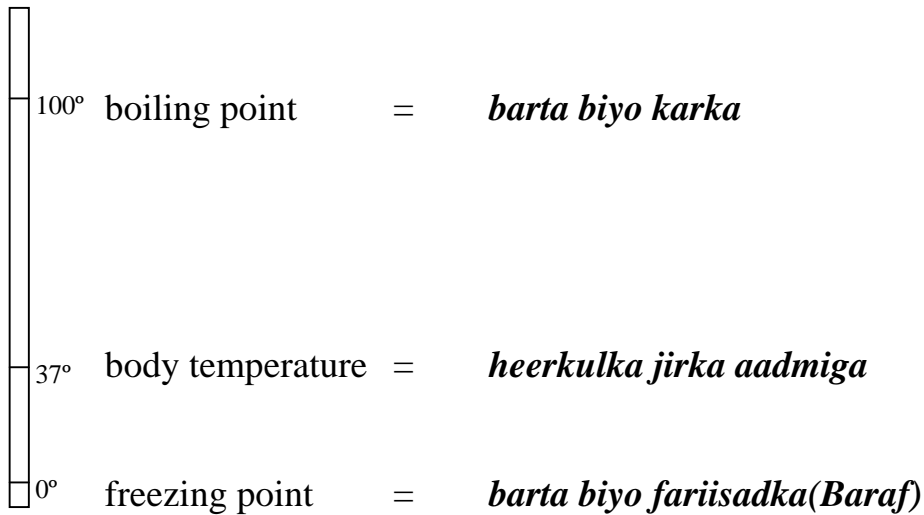 100º boiling point = barta biyo karka
37º body temperature = heerkulka jirka aadmiga
0º freezing point = barta biyo fariisadka(Baraf)